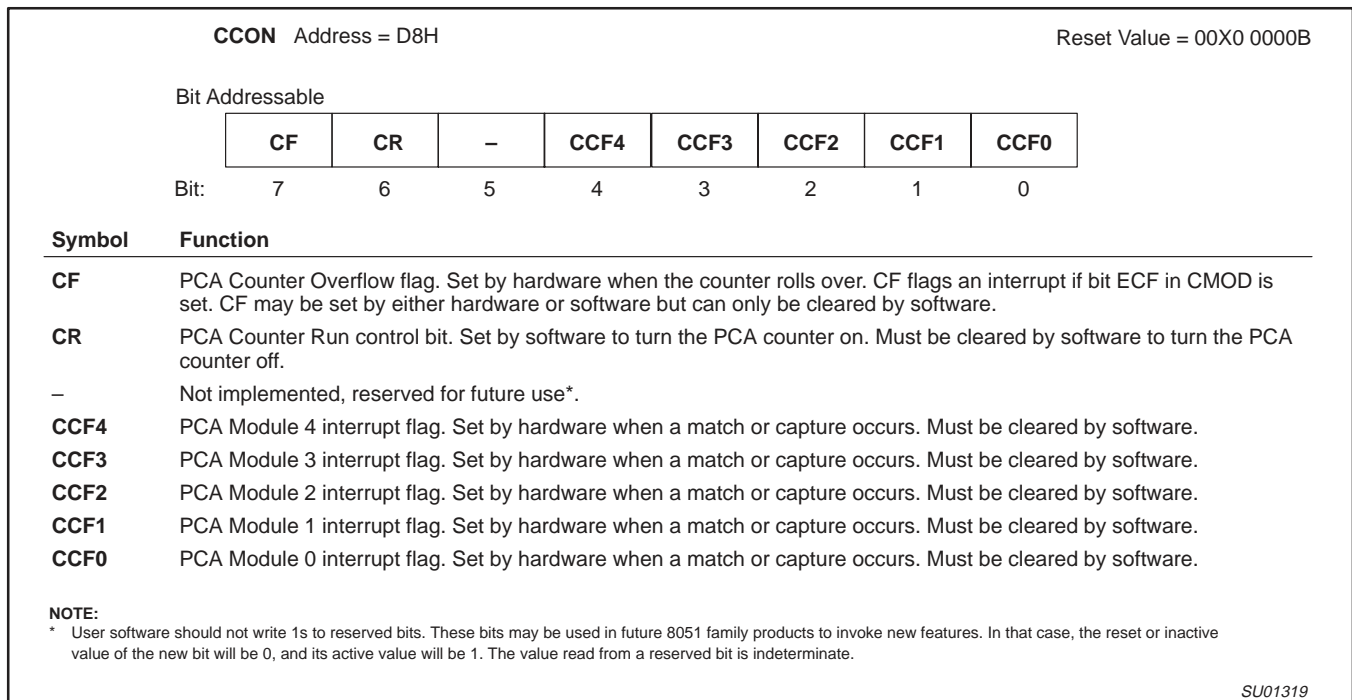 CCON Address = D8H Reset Value = 00X0 0000B
Bit Addressable
CF CR – CCF4 CCF3 CCF2 CCF1 CCF0
Bit: 7 6 5 4 3 2 1 0
Symbol Function
CF PCA Counter Overflow flag. Set by hardware when the counter rolls over. CF flags an interrupt if bit ECF in CMOD is
set. CF may be set by either hardware or software but can only be cleared by software.
CR PCA Counter Run control bit. Set by software to turn the PCA counter on. Must be cleared by software to turn the PCA
counter off.
– Not implemented, reserved for future use*.
CCF4 PCA Module 4 interrupt flag. Set by hardware when a match or capture occurs. Must be cleared by software.
CCF3 PCA Module 3 interrupt flag. Set by hardware when a match or capture occurs. Must be cleared by software.
CCF2 PCA Module 2 interrupt flag. Set by hardware when a match or capture occurs. Must be cleared by software.
CCF1 PCA Module 1 interrupt flag. Set by hardware when a match or capture occurs. Must be cleared by software.
CCF0 PCA Module 0 interrupt flag. Set by hardware when a match or capture occurs. Must be cleared by software.
NOTE:
* User software should not write 1s to reserved bits. These bits may be used in future 8051 family products to invoke new features. In that case, the reset or inactive
value of the new bit will be 0, and its active value will be 1. The value read from a reserved bit is indeterminate.
SU01319